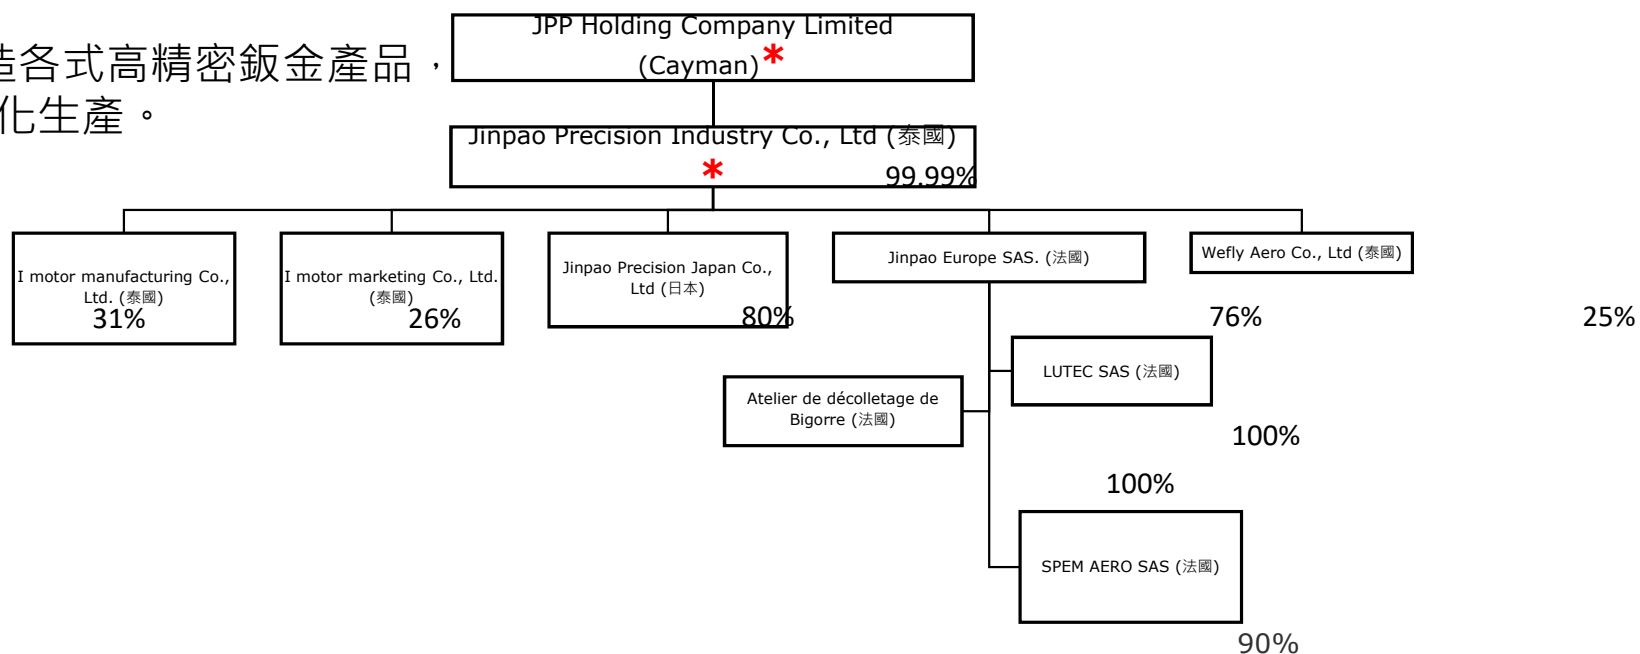 JPP Holding Company Limited
(Cayman)*
造各式高精密鈑金產品，
化生產。
Jinpao Precision Industry Co., Ltd (泰國)
*
99.99%
I motor manufacturing Co.,
Ltd. (泰國)
31%
I motor marketing Co., Ltd.
(泰國)
26%
Jinpao Precision Japan Co.,
Ltd (日本)
80%
Jinpao Europe SAS. (法國)
76%
Wefly Aero Co., Ltd (泰國)
25%
LUTEC SAS (法國)
100%
Atelier de décolletage de
Bigorre (法國)
100%
SPEM AERO SAS (法國)
90%